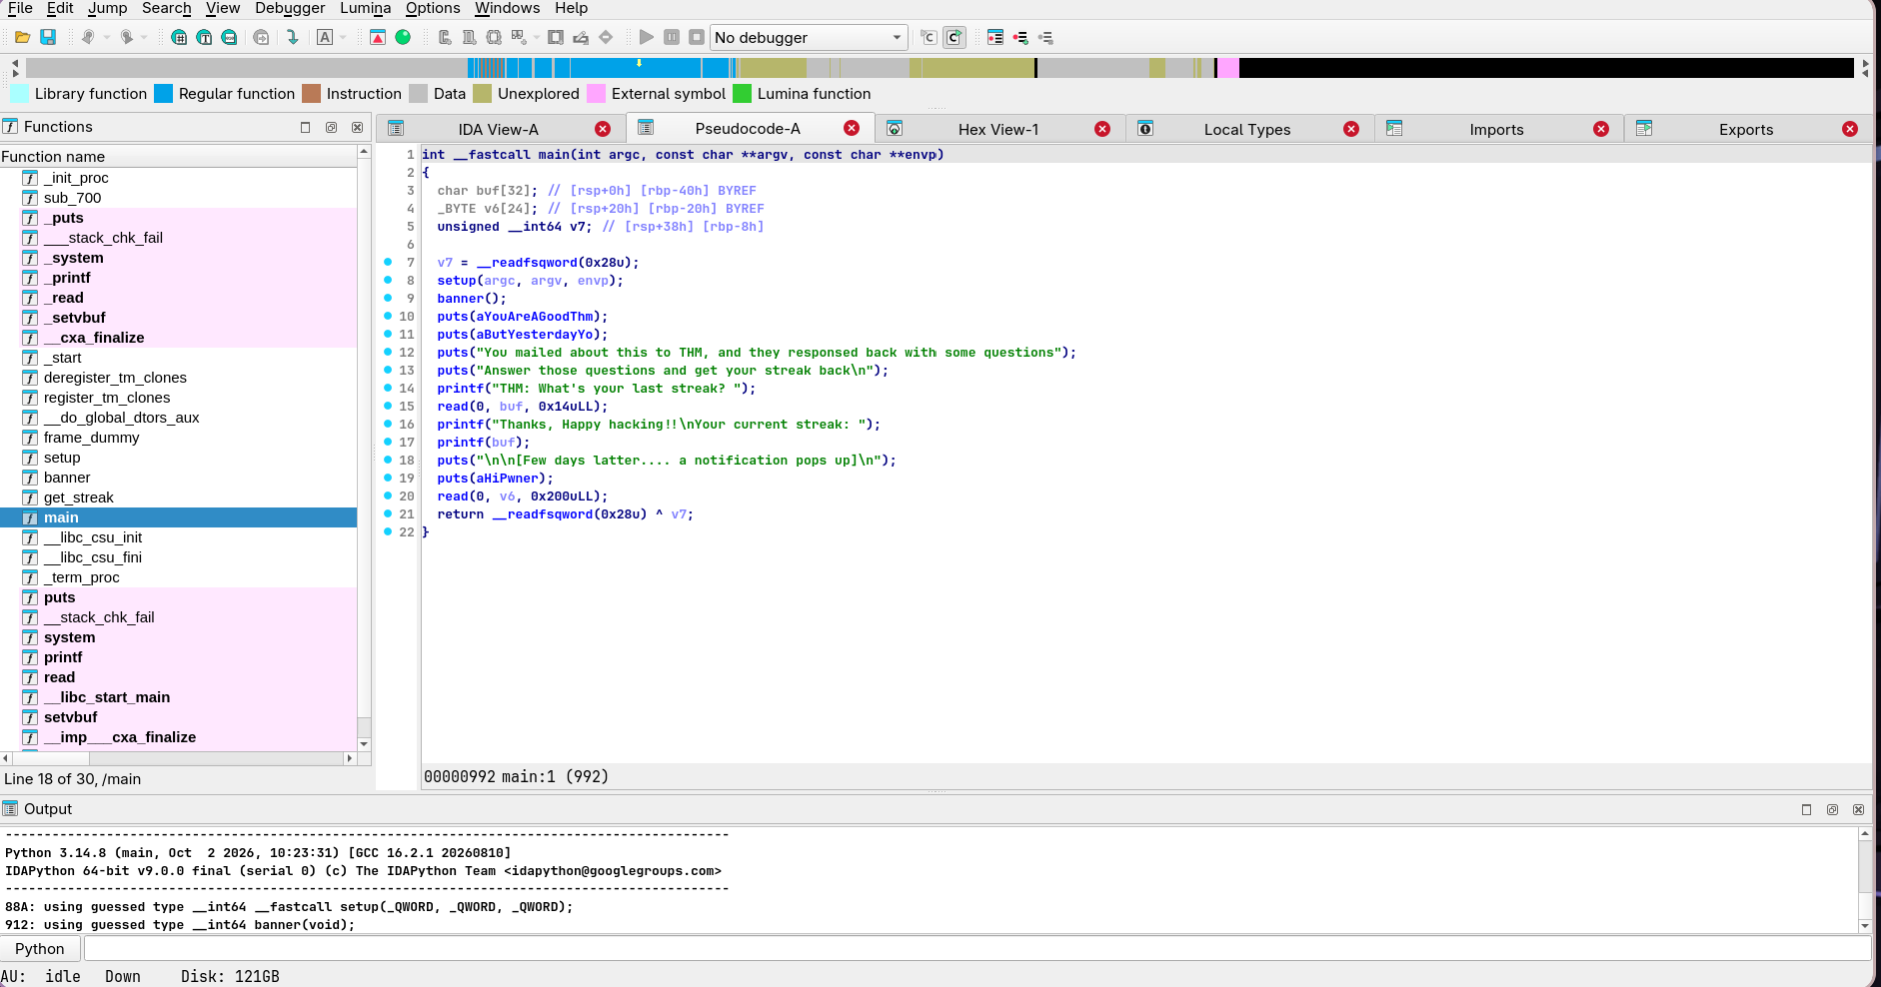 File Edit Jump Search View Debugger Lumina Options Windows Help
A No debugger
Library function Regular function Instruction Data Unexplored External symbol Lumina function
Functions
Function name
_init_proc
sub_700
_puts
___stack_chk_fail
_system
_printf
_read
_setvbuf
__cxa_finalize
_start
deregister_tm_clones
register_tm_clones
__do_global_dtors_aux
frame_dummy
setup
banner
get_streak
main
__libc_csu_init
__libc_csu_fini
_term_proc
puts
__stack_chk_fail
system
printf
read
__libc_start_main
setvbuf
__imp___cxa_finalize
Line 18 of 30, /main
IDA View-A Pseudocode-A Hex View-1 Local Types Imports Exports
1 int __fastcall main(int argc, const char **argv, const char **envp)
2 {
3 char buf[32]; // [rsp+0h] [rbp-40h] BYREF
4 _BYTE v6[24]; // [rsp+20h] [rbp-20h] BYREF
5 unsigned __int64 v7; // [rsp+38h] [rbp-8h]
6
7 v7 = __readfsqword(0x28u);
8 setup(argc, argv, envp);
9 banner();
10 puts(aYouAreAGoodThm);
11 puts(aButYesterdayYo);
12 puts("You mailed about this to THM, and they responsed back with some questions");
13 puts("Answer those questions and get your streak back\n");
14 printf("THM: What's your last streak? ");
15 read(0, buf, 0x14uLL);
16 printf("Thanks, Happy hacking!!\nYour current streak: ");
17 printf(buf);
18 puts("\n\n[Few days latter.... a notification pops up]\n");
19 puts(aHiPwner);
20 read(0, v6, 0x200uLL);
21 return __readfsqword(0x28u) ^ v7;
22 }
00000992 main:1 (992)
Output
-----------------------------------------------------------------------------------------
Python 3.14.8 (main, Oct  2 2026, 10:23:31) [GCC 16.2.1 20260810]
IDAPython 64-bit v9.0.0 final (serial 0) (c) The IDAPython Team <idapython@googlegroups.com>
-----------------------------------------------------------------------------------------
88A: using guessed type __int64 __fastcall setup(_QWORD, _QWORD, _QWORD);
912: using guessed type __int64 banner(void);
Python
AU: idle Down Disk: 121GB